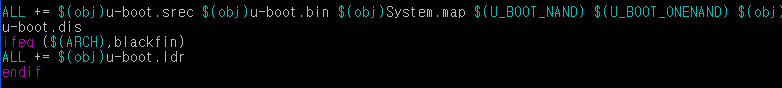 ALL += $(obj)u-boot.srec $(obj)u-boot.bin $(obj)System.map $(U_BOOT_NAND) $(U_BOOT_ONENAND) $(obj)
u-boot.dis
ifeq ($(ARCH),blackfin)
ALL += $(obj)u-boot.ldr
endif